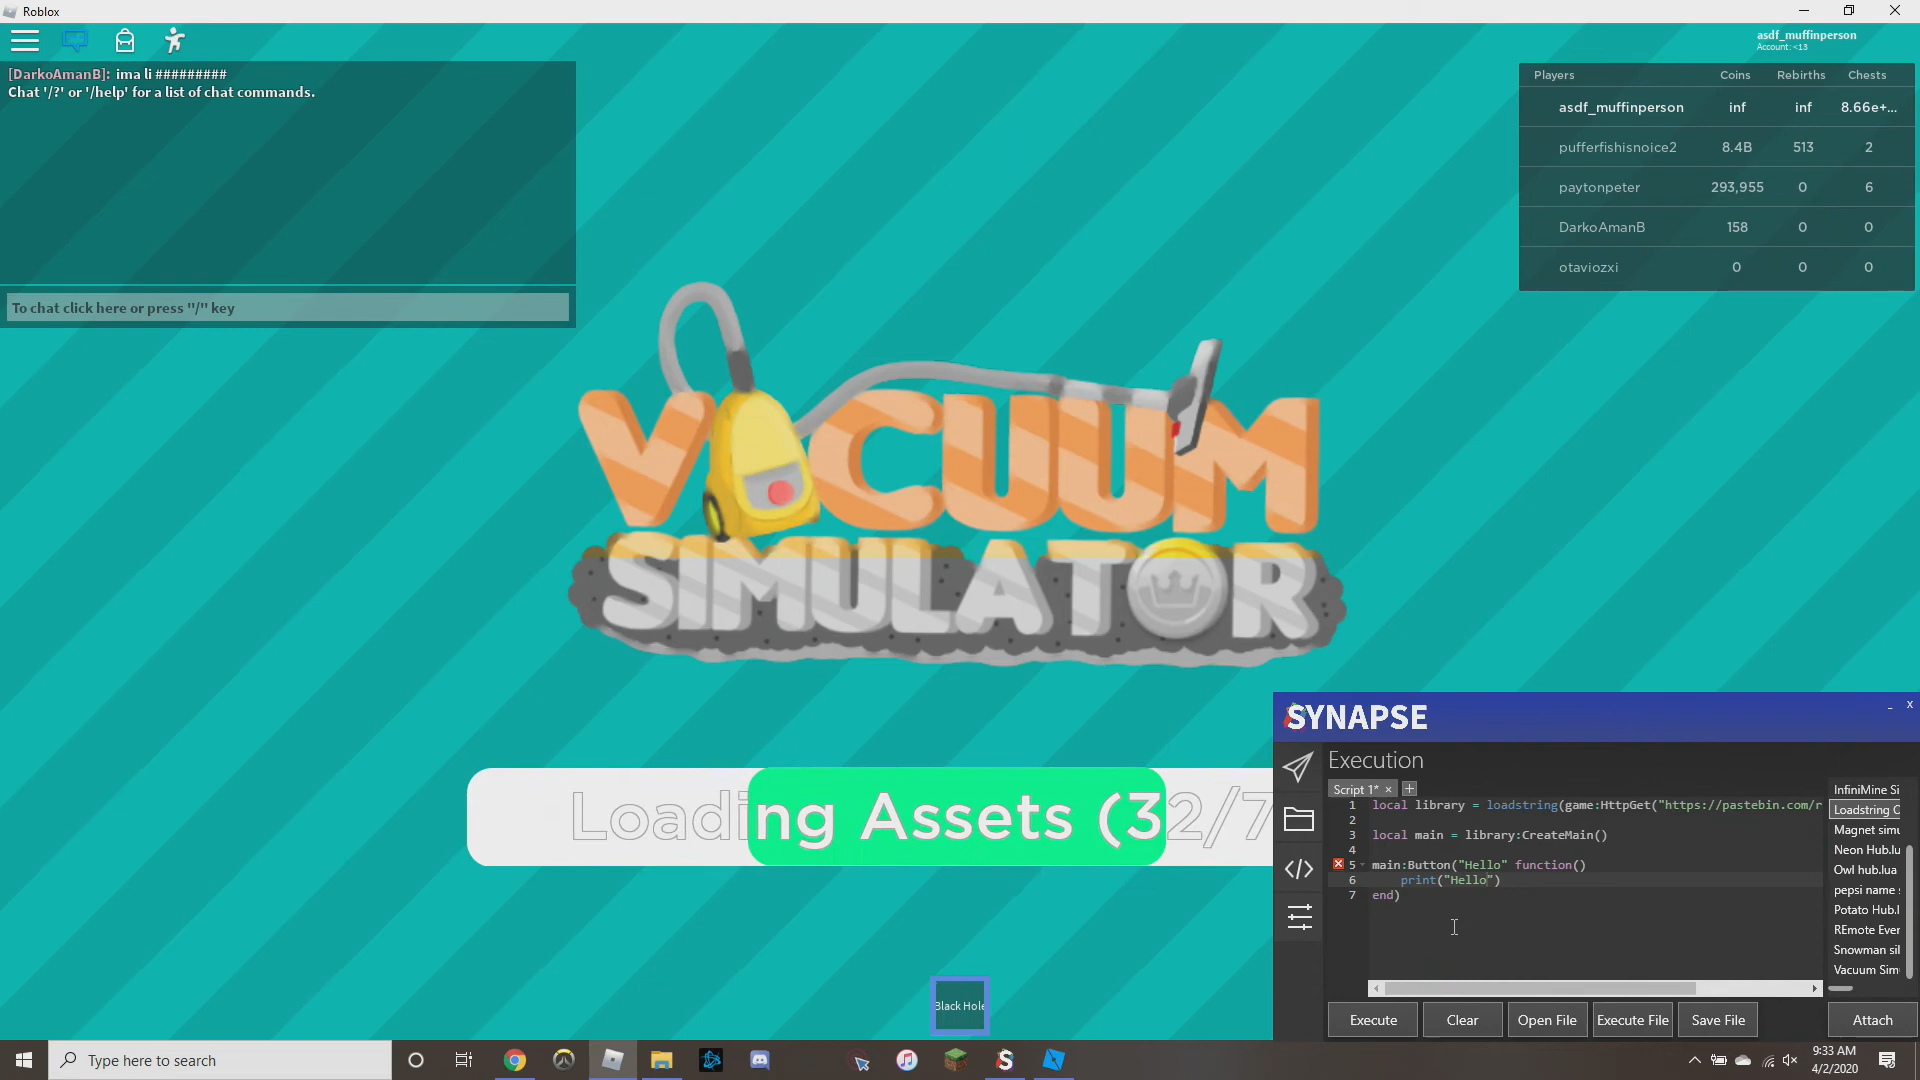 Roblox
asdf_muffinperson
Account: <13
[DarkoAmanB]: ima li #########
Chat '/?' or '/help' for a list of chat commands.
To chat click here or press "/" key
Players Coins Rebirths Chests
asdf_muffinperson inf inf 8.66e+...
pufferfishisnoice2 8.4B 513 2
paytonpeter 293,955 0 6
DarkoAmanB 158 0 0
otaviozxi 0 0 0
VACUUM
SIMULATOR
Loading Assets (32/7
Black Hole
SYNAPSE
_ x
Execution
Script 1* × +
1 local library = loadstring(game:HttpGet("https://pastebin.com/r
2
3 local main = library:CreateMain()
4
5 main:Button("Hello" function()
6 print("Hello")
7 end)
InfiniMine Si
Loadstring C
Magnet simu
Neon Hub.lu
Owl hub.lua
pepsi name s
Potato Hub.l
REmote Ever
Snowman sil
Vacuum Sim
Execute Clear Open File Execute File Save File Attach
Type here to search
9:33 AM
4/2/2020